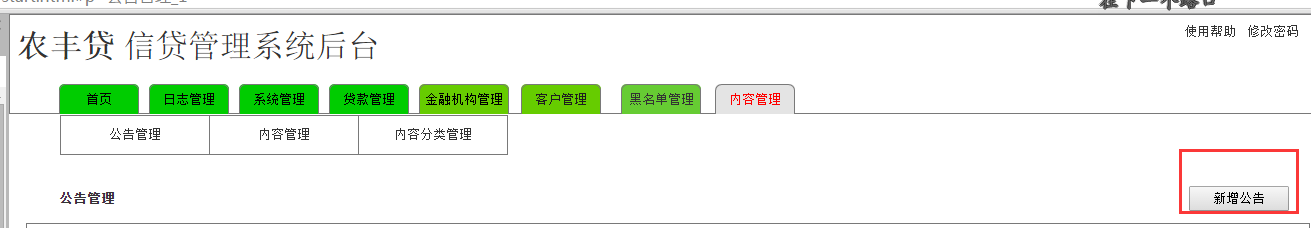 使用帮助 修改密码
农丰贷 信贷管理系统后台
首页 日志管理 系统管理 贷款管理 金融机构管理 客户管理 黑名单管理 内容管理
公告管理 内容管理 内容分类管理
公告管理 新增公告